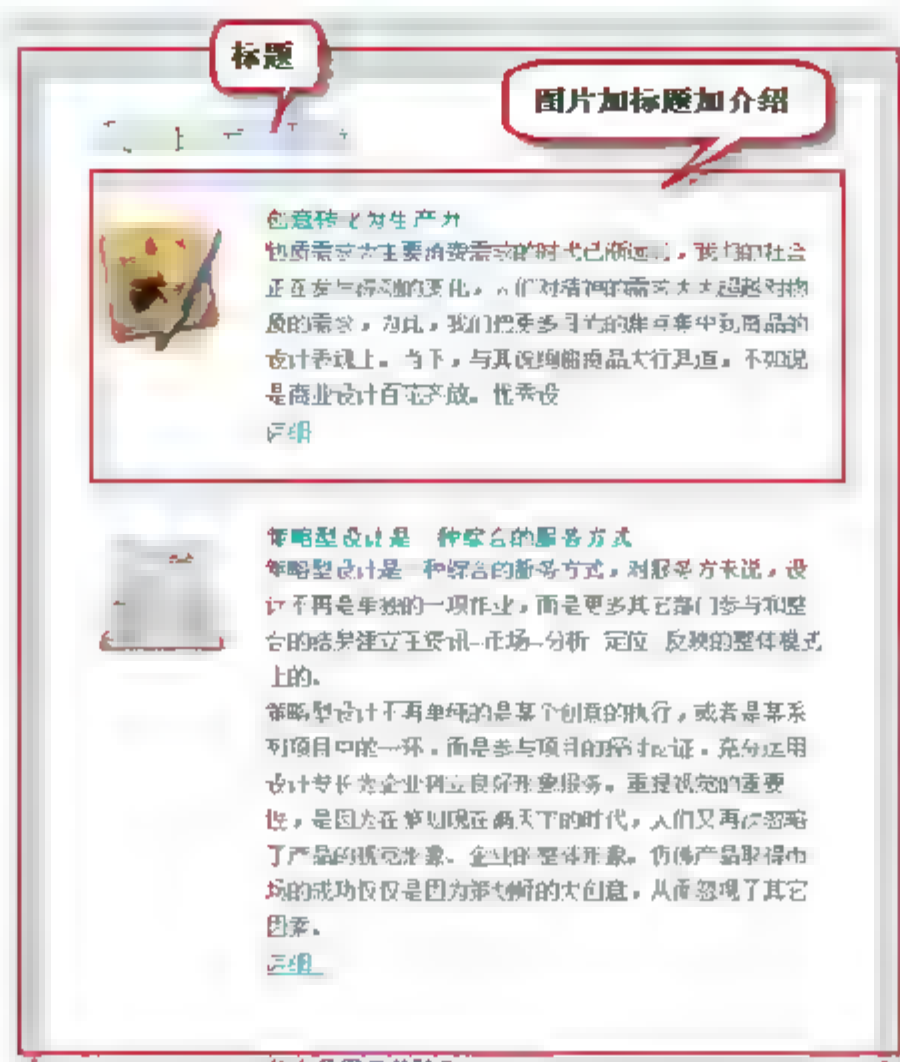 标题
图片加标题加介绍
创意转化为生产力
物质需求为主要消费需求的时代已渐远去，我们的社会
正在发生深刻的变化，人们对精神的需求大大超越对物
质的需求，为此，我们把更多目光的焦点集中到商品的
设计表现上。当下，与其说绚丽商品大行其道，不如说
是商业设计百花齐放。优秀设
详细
策略型设计是一种综合的服务方式
策略型设计是一种综合的服务方式，对服务方来说，设
计不再是单独的一项作业，而是更多其它部门参与和整
合的结果建立于资讯-市场-分析 定位 反映的整体模式
上的。
策略型设计不再单纯的是某个创意的执行，或者是某系
列项目中的一环，而是参与项目的探讨论证，充分运用
设计专长为企业树立良好形象服务。重提视觉的重要
性，是因为在策划现在满天下的时代，人们又再次忽略
了产品的视觉形象、企业的整体形象。仿佛产品取得市
场的成功仅仅是因为策划师的大创意，从而忽视了其它
因素。
详细